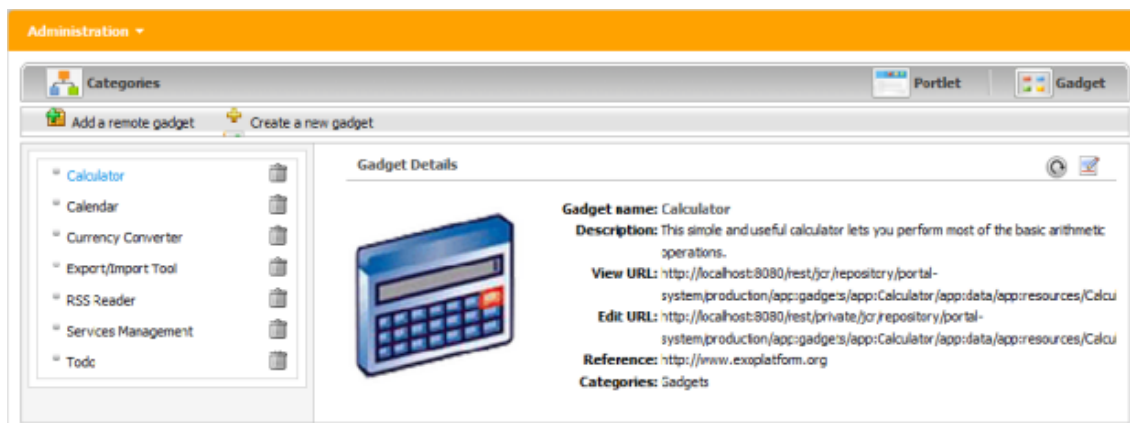 Administration
Categories
Portlet
Gadget
Add a remote gadget
Create a new gadget
Calculator
Calendar
Currency Converter
Export/Import Tool
RSS Reader
Services Management
Todo
Gadget Details
Gadget name: Calculator
Description: This simple and useful calculator lets you perform most of the basic arithmetic
operations.
View URL: http://localhost:8080/rest/jcr/repository/portal-
system/production/app:gadgets/app:Calculator/app:data/app:resources/Calcu
Edit URL: http://localhost:8080/rest/private/jcr/repository/portal-
system/production/app:gadgets/app:Calculator/app:data/app:resources/Calcu
Reference: http://www.exoplatform.org
Categories: Gadgets